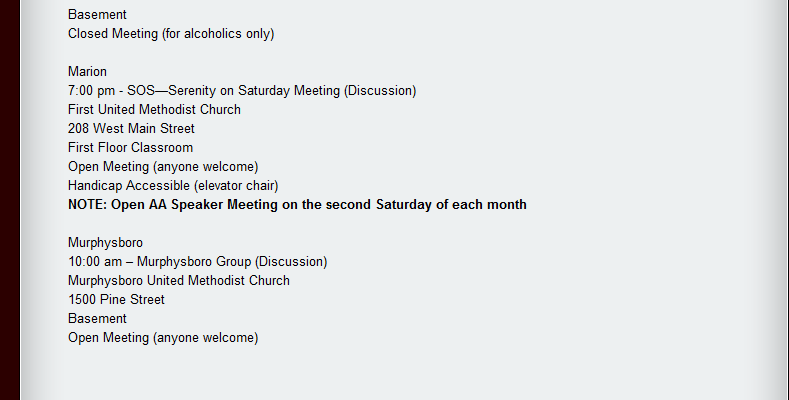 Basement
Closed Meeting (for alcoholics only)
Marion
7:00 pm - SOS—Serenity on Saturday Meeting (Discussion)
First United Methodist Church
208 West Main Street
First Floor Classroom
Open Meeting (anyone welcome)
Handicap Accessible (elevator chair)
NOTE: Open AA Speaker Meeting on the second Saturday of each month
Murphysboro
10:00 am – Murphysboro Group (Discussion)
Murphysboro United Methodist Church
1500 Pine Street
Basement
Open Meeting (anyone welcome)